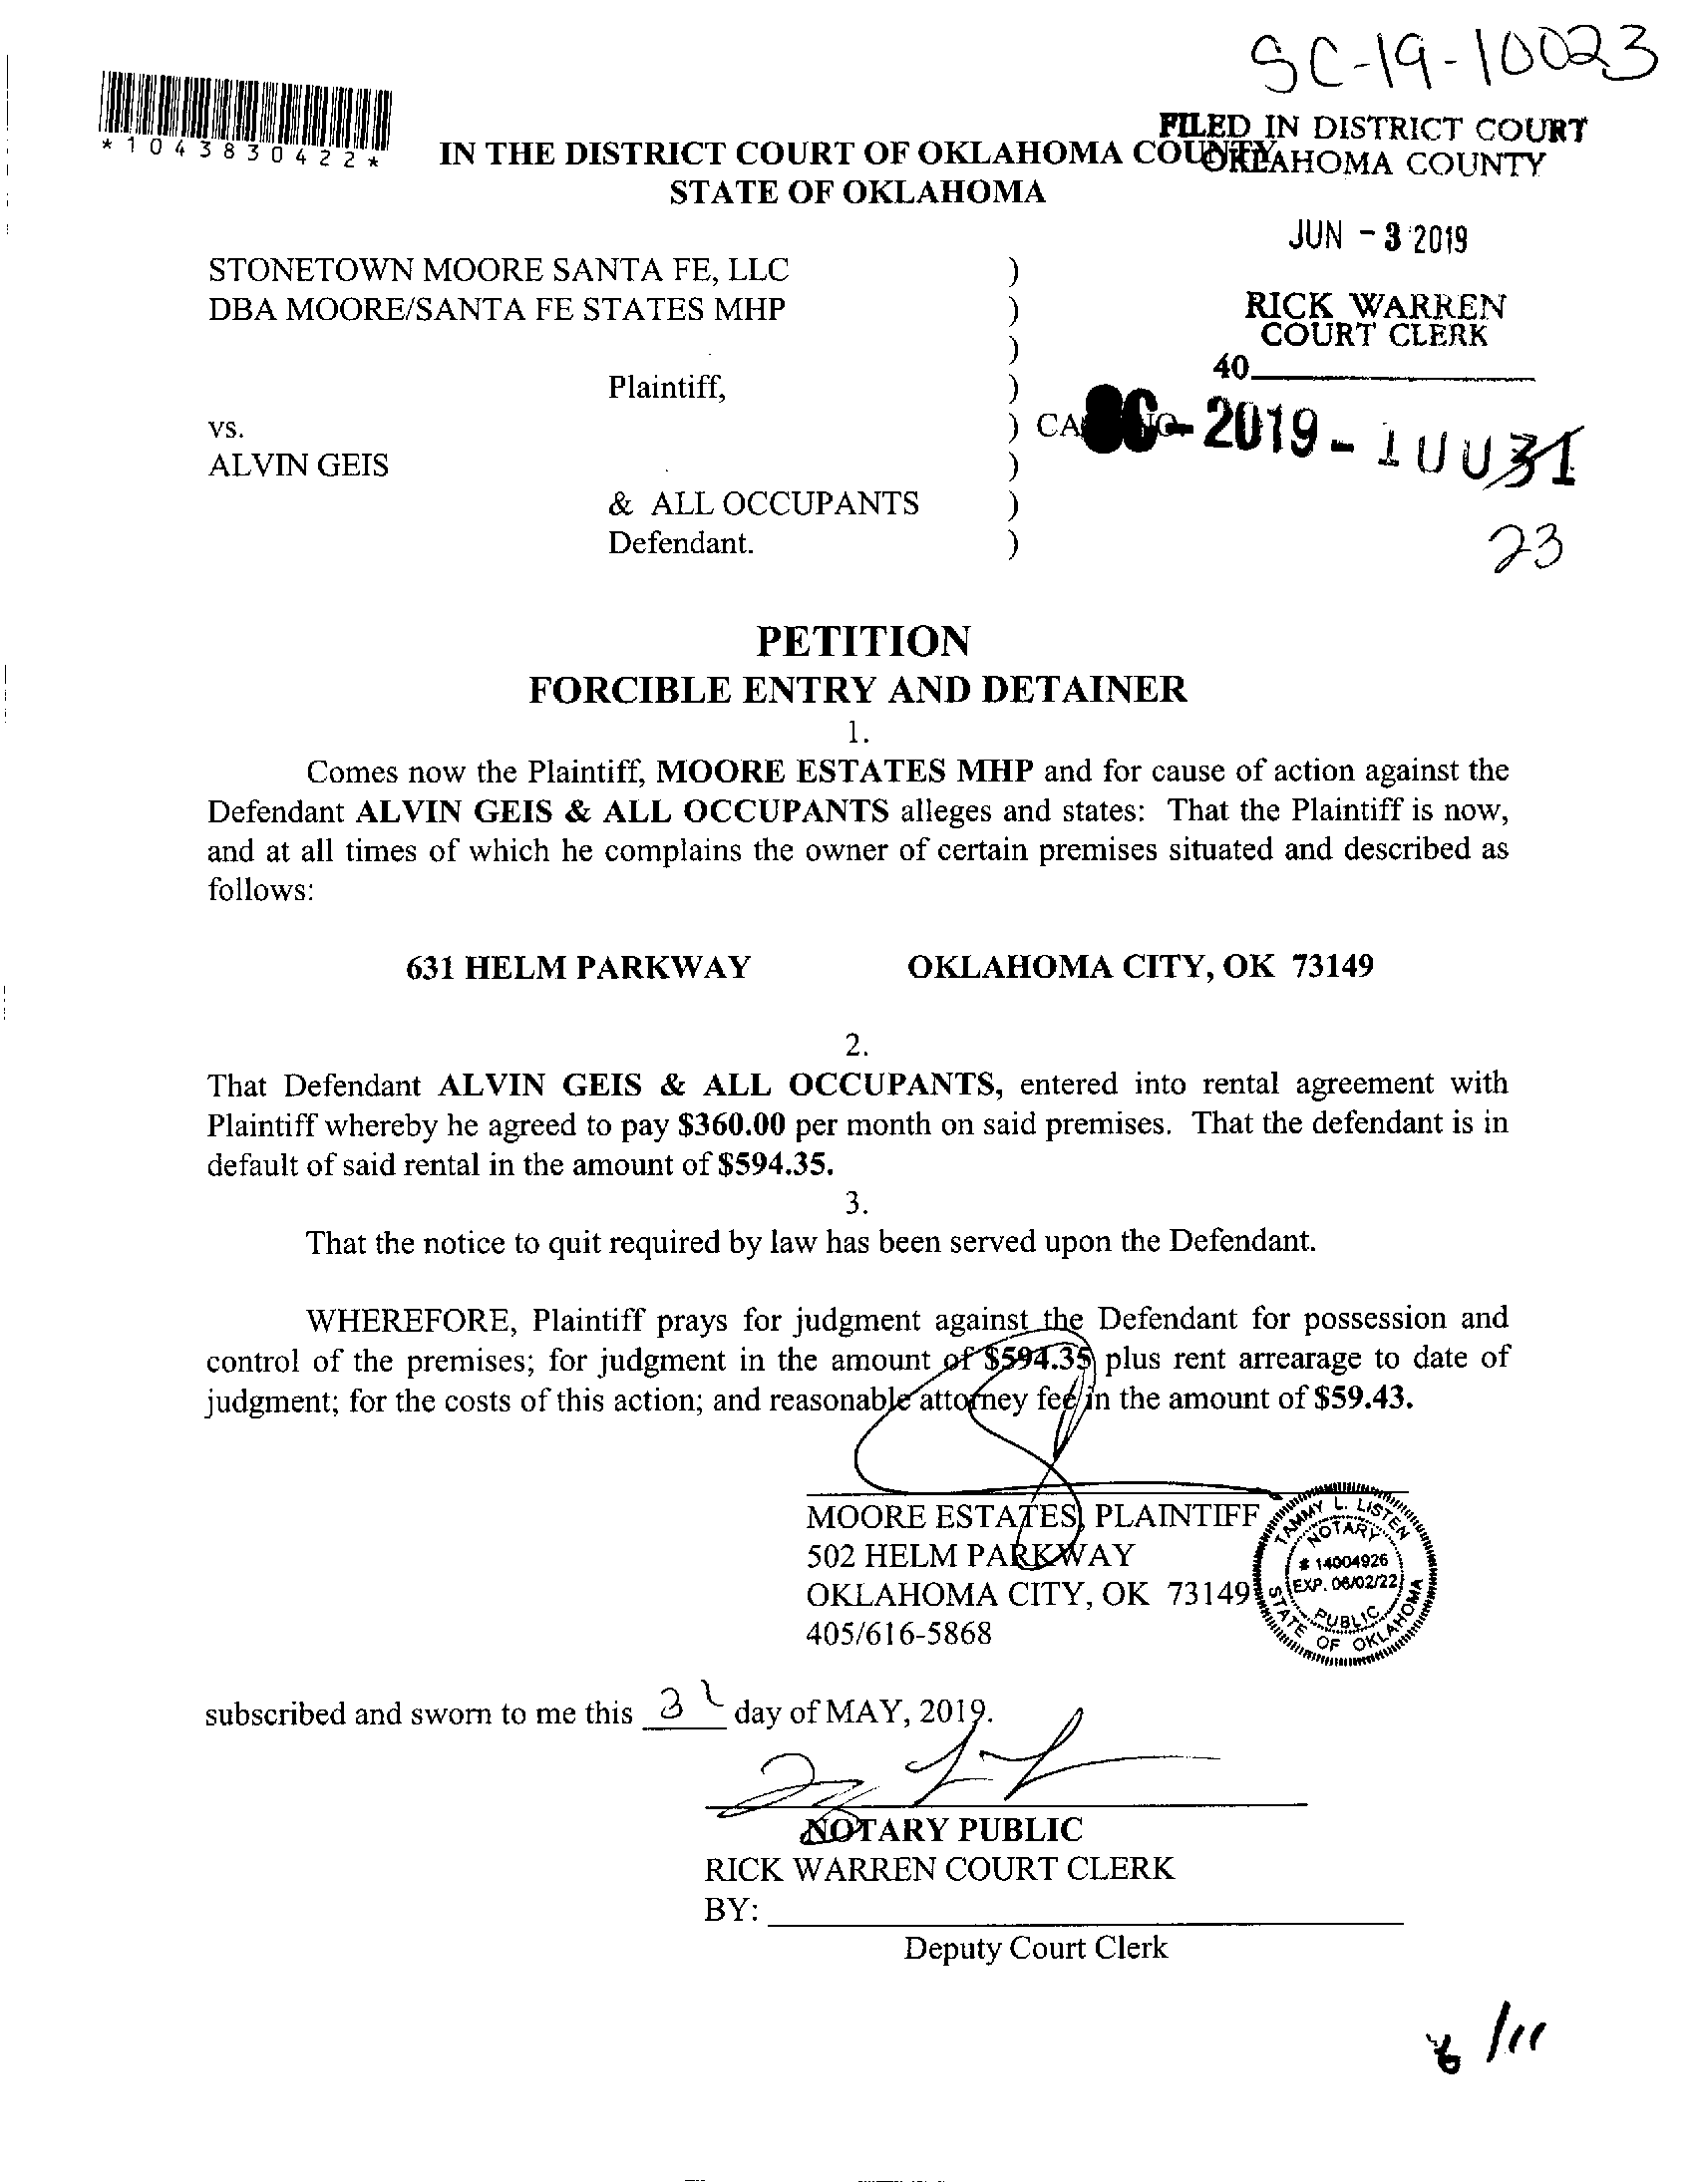 SC-19-10023
*1043830422*
FILED IN DISTRICT COURT
OKLAHOMA COUNTY
IN THE DISTRICT COURT OF OKLAHOMA COUNTY
STATE OF OKLAHOMA
JUN - 3 2019
STONETOWN MOORE SANTA FE, LLC )
DBA MOORE/SANTA FE STATES MHP )
RICK WARREN
COURT CLERK
)
40
Plaintiff, )
vs. ) CA NO. SC - 2019 - 10031
ALVIN GEIS )
& ALL OCCUPANTS )
Defendant. )
23
PETITION
FORCIBLE ENTRY AND DETAINER
1.
Comes now the Plaintiff, MOORE ESTATES MHP and for cause of action against the
Defendant ALVIN GEIS & ALL OCCUPANTS alleges and states: That the Plaintiff is now,
and at all times of which he complains the owner of certain premises situated and described as
follows:
631 HELM PARKWAY OKLAHOMA CITY, OK 73149
2.
That Defendant ALVIN GEIS & ALL OCCUPANTS, entered into rental agreement with
Plaintiff whereby he agreed to pay $360.00 per month on said premises. That the defendant is in
default of said rental in the amount of $594.35.
3.
That the notice to quit required by law has been served upon the Defendant.
WHEREFORE, Plaintiff prays for judgment against the Defendant for possession and
control of the premises; for judgment in the amount of $594.35 plus rent arrearage to date of
judgment; for the costs of this action; and reasonable attorney fee in the amount of $59.43.
MOORE ESTATES, PLAINTIFF
502 HELM PARKWAY
OKLAHOMA CITY, OK 73149
405/616-5868
TAMMY L. LISTEN
NOTARY
# 14004926
EXP. 06/02/22
PUBLIC
STATE OF OKLAHOMA
subscribed and sworn to me this 31 day of MAY, 2019.
NOTARY PUBLIC
RICK WARREN COURT CLERK
BY:
Deputy Court Clerk